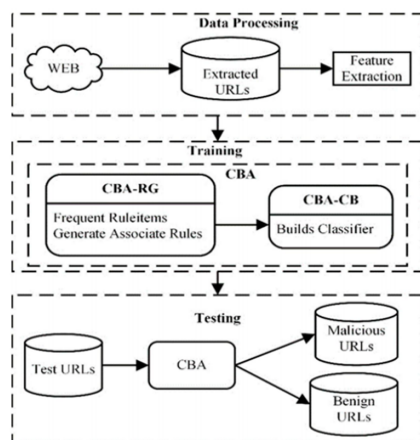 Data Processing
WEB
Extracted
URLs
Feature
Extraction
Training
CBA
CBA-RG
Frequent Ruleitems
Generate Associate Rules
CBA-CB
Builds Classifier
Testing
Test URLs
CBA
Malicious
URLs
Benign
URLs